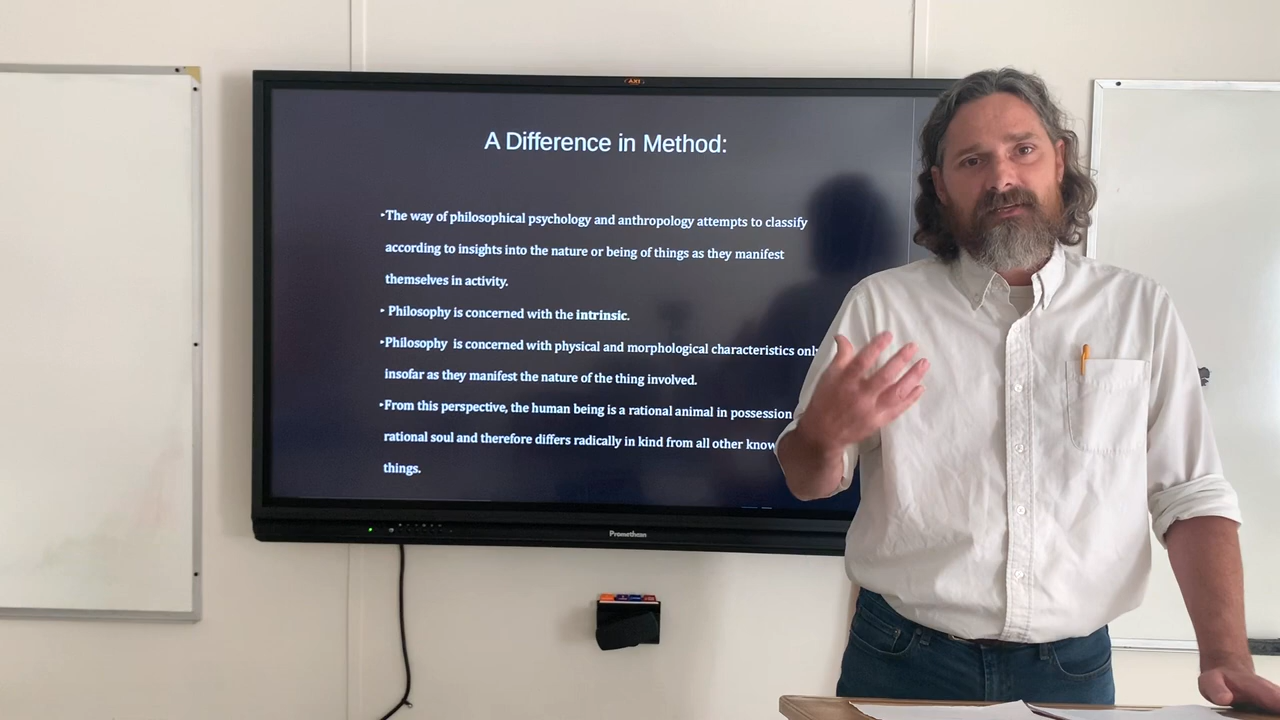 A Difference in Method:
‣The way of philosophical psychology and anthropology attempts to classify
according to insights into the nature or being of things as they manifest
themselves in activity.
‣ Philosophy is concerned with the intrinsic.
‣Philosophy is concerned with physical and morphological characteristics only
insofar as they manifest the nature of the thing involved.
‣From this perspective, the human being is a rational animal in possession
rational soul and therefore differs radically in kind from all other know
things.
Promethean